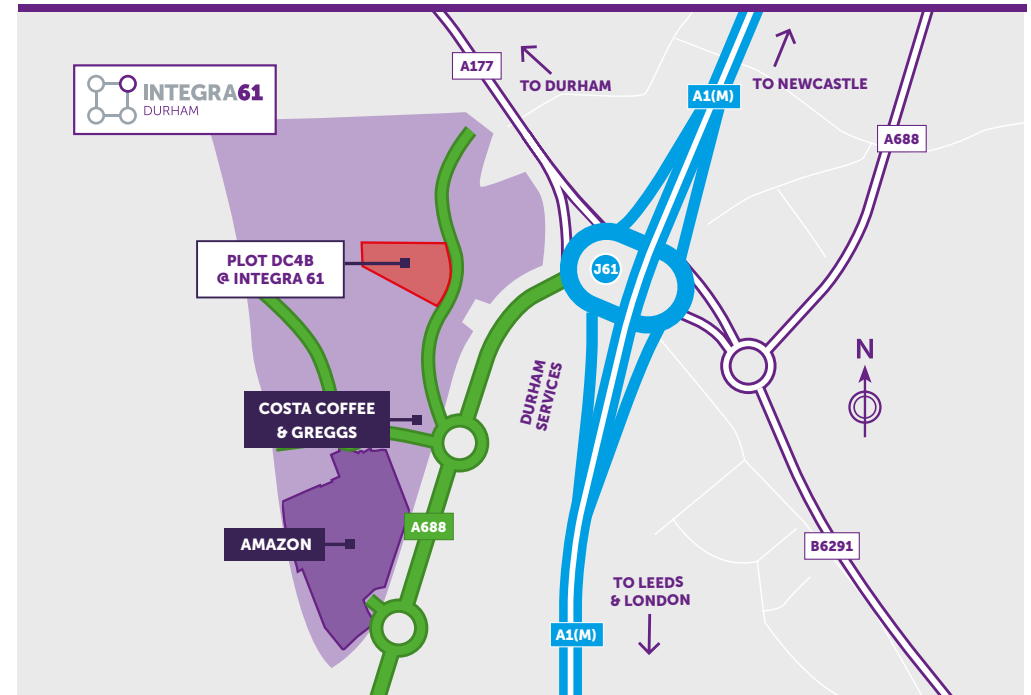 A177
TO DURHAM
A1(M)
TO NEWCASTLE
INTEGRA61
DURHAM
A688
PLOT DC4B
@ INTEGRA 61
J61
N
DURHAM
SERVICES
COSTA COFFEE
& GREGGS
A688
AMAZON
B6291
TO LEEDS
& LONDON
A1(M)